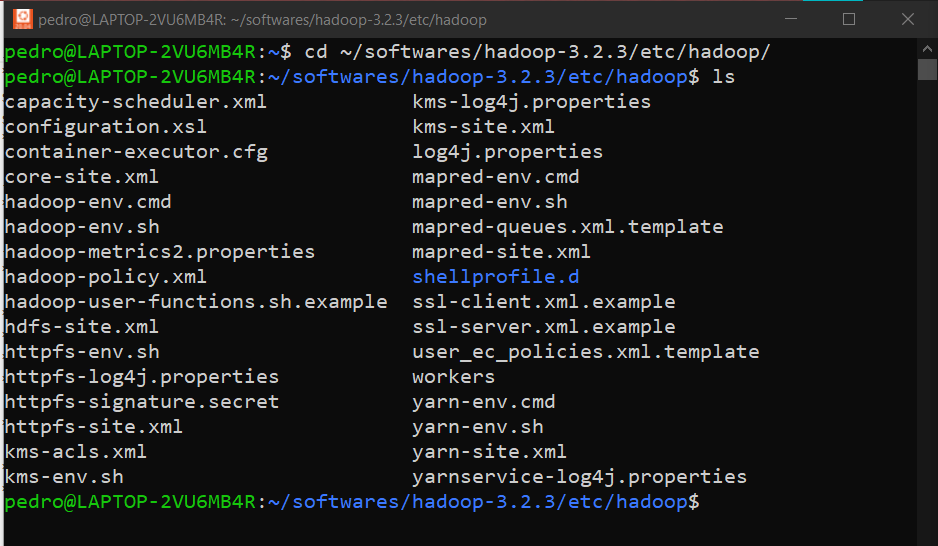 pedro@LAPTOP-2VU6MB4R: ~/softwares/hadoop-3.2.3/etc/hadoop
pedro@LAPTOP-2VU6MB4R:~$ cd ~/softwares/hadoop-3.2.3/etc/hadoop/
pedro@LAPTOP-2VU6MB4R:~/softwares/hadoop-3.2.3/etc/hadoop$ ls
capacity-scheduler.xml kms-log4j.properties
configuration.xsl kms-site.xml
container-executor.cfg log4j.properties
core-site.xml mapred-env.cmd
hadoop-env.cmd mapred-env.sh
hadoop-env.sh mapred-queues.xml.template
hadoop-metrics2.properties mapred-site.xml
hadoop-policy.xml shellprofile.d
hadoop-user-functions.sh.example ssl-client.xml.example
hdfs-site.xml ssl-server.xml.example
httpfs-env.sh user_ec_policies.xml.template
httpfs-log4j.properties workers
httpfs-signature.secret yarn-env.cmd
httpfs-site.xml yarn-env.sh
kms-acls.xml yarn-site.xml
kms-env.sh yarnservice-log4j.properties
pedro@LAPTOP-2VU6MB4R:~/softwares/hadoop-3.2.3/etc/hadoop$